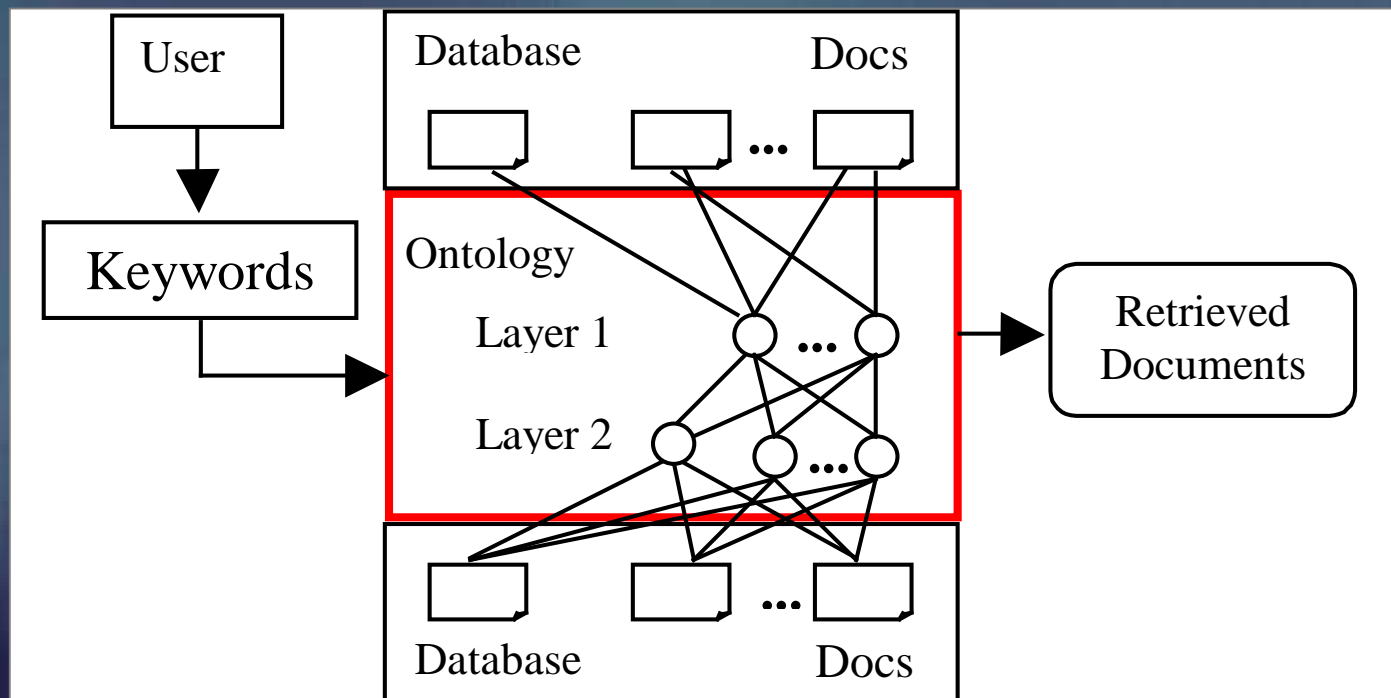 User
Database Docs
...
Keywords
Ontology
Layer 1
...
Retrieved
Documents
Layer 2
...
...
Database Docs